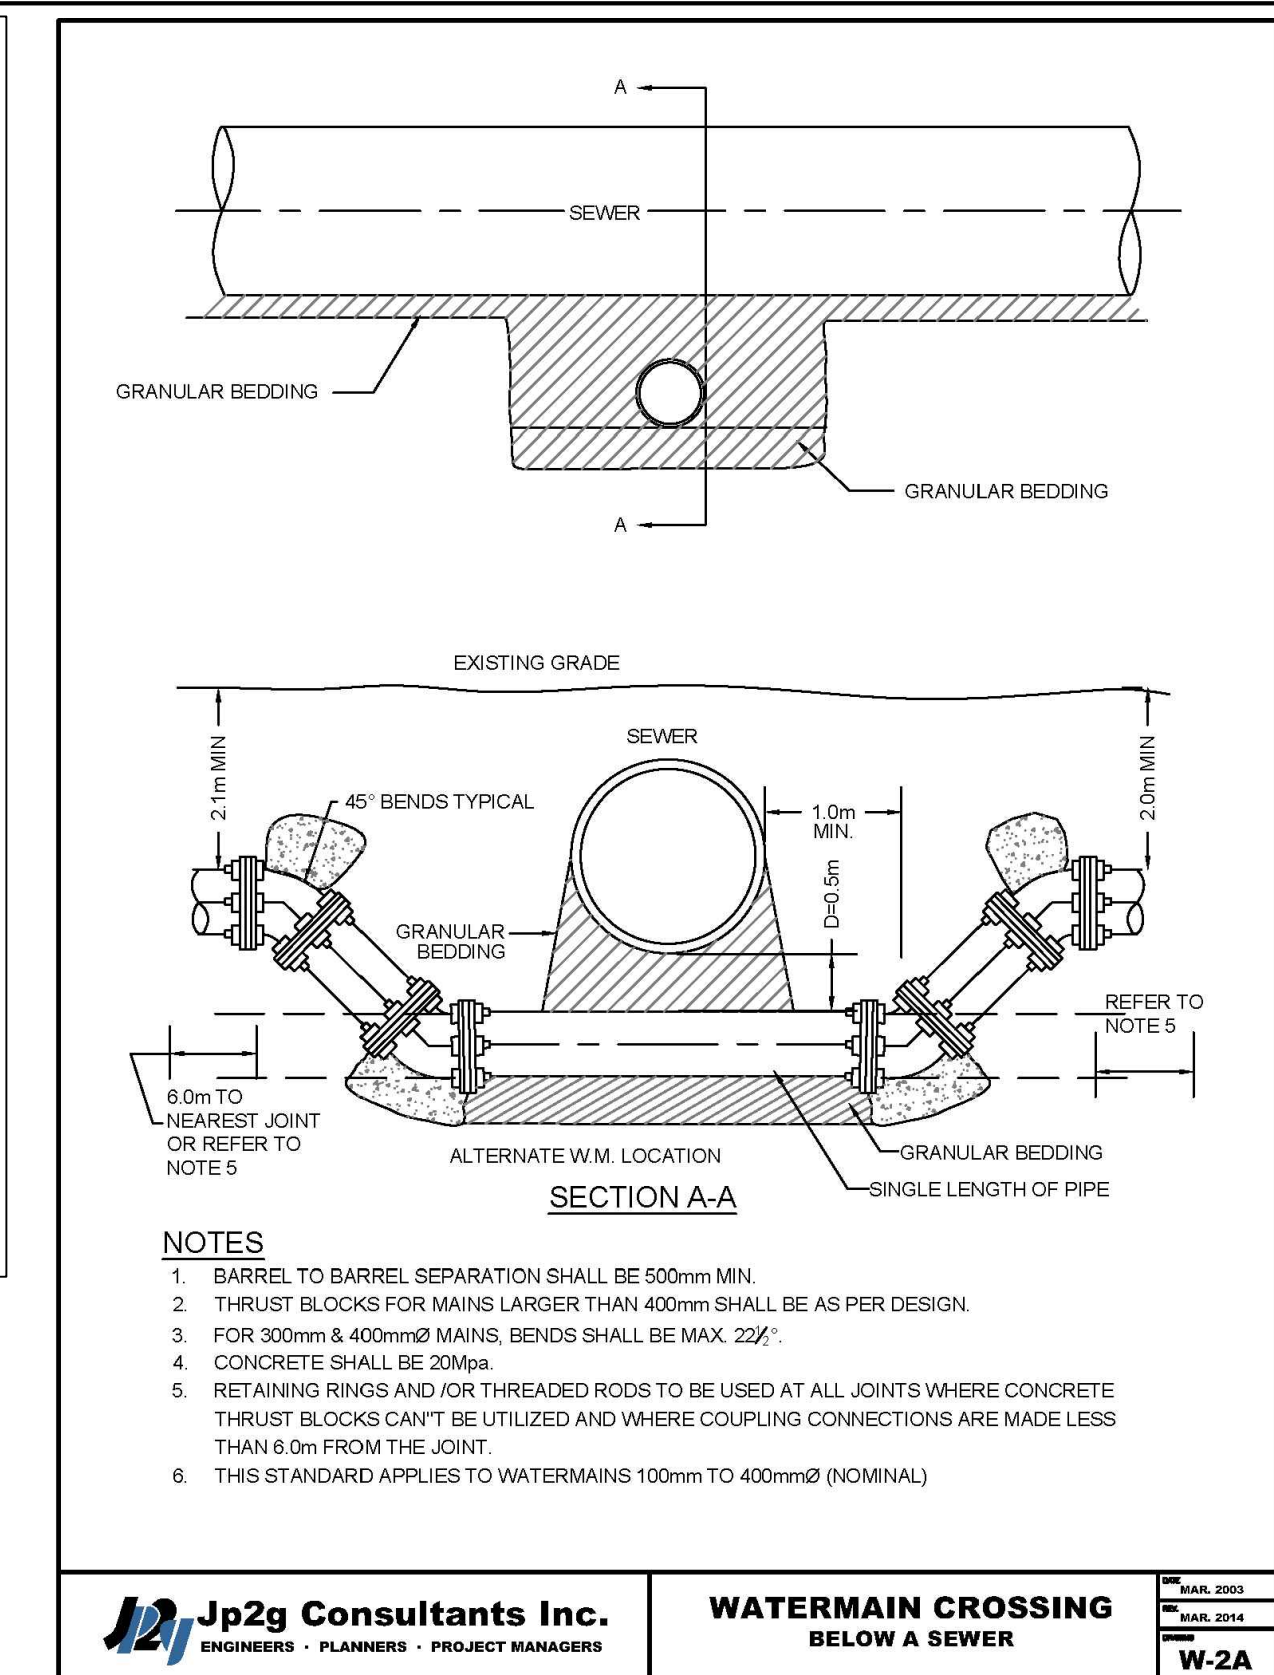 A
SEWER
GRANULAR BEDDING
GRANULAR BEDDING
A
EXISTING GRADE
SEWER
2.1m MIN
2.0m MIN
45° BENDS TYPICAL
1.0m
MIN.
D=0.5m
GRANULAR
BEDDING
REFER TO
NOTE 5
6.0m TO
NEAREST JOINT
OR REFER TO
NOTE 5
ALTERNATE W.M. LOCATION
GRANULAR BEDDING
SINGLE LENGTH OF PIPE
SECTION A-A
NOTES
1. BARREL TO BARREL SEPARATION SHALL BE 500mm MIN.
2. THRUST BLOCKS FOR MAINS LARGER THAN 400mm SHALL BE AS PER DESIGN.
3. FOR 300mm & 400mmØ MAINS, BENDS SHALL BE MAX. 22½°.
4. CONCRETE SHALL BE 20Mpa.
5. RETAINING RINGS AND /OR THREADED RODS TO BE USED AT ALL JOINTS WHERE CONCRETE
THRUST BLOCKS CAN"T BE UTILIZED AND WHERE COUPLING CONNECTIONS ARE MADE LESS
THAN 6.0m FROM THE JOINT.
6. THIS STANDARD APPLIES TO WATERMAINS 100mm TO 400mmØ (NOMINAL)
JP2g Jp2g Consultants Inc.
ENGINEERS · PLANNERS · PROJECT MANAGERS
WATERMAIN CROSSING
BELOW A SEWER
DATE
MAR. 2003
REV.
MAR. 2014
DRAWING
W-2A